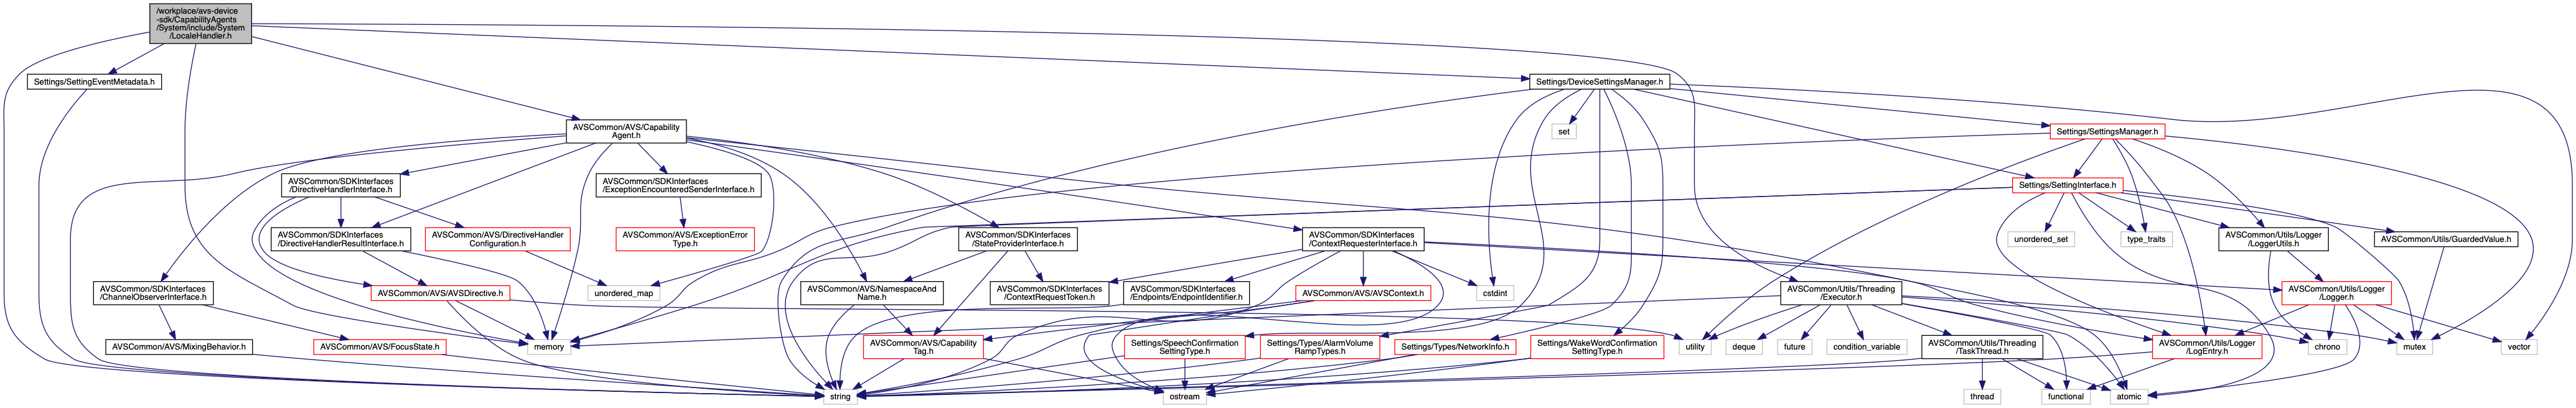 /workplace/avs-device
-sdk/CapabilityAgents
/System/include/System
/LocaleHandler.h
Settings/SettingEventMetadata.h
Settings/DeviceSettingsManager.h
AVSCommon/AVS/Capability
Agent.h
set
Settings/SettingsManager.h
AVSCommon/SDKInterfaces
/DirectiveHandlerInterface.h
AVSCommon/SDKInterfaces
/ExceptionEncounteredSenderInterface.h
Settings/SettingInterface.h
AVSCommon/SDKInterfaces
/DirectiveHandlerResultInterface.h
AVSCommon/AVS/DirectiveHandler
Configuration.h
AVSCommon/AVS/ExceptionError
Type.h
AVSCommon/SDKInterfaces
/StateProviderInterface.h
AVSCommon/SDKInterfaces
/ContextRequesterInterface.h
unordered_set
type_traits
AVSCommon/Utils/Logger
/LoggerUtils.h
AVSCommon/Utils/GuardedValue.h
AVSCommon/SDKInterfaces
/ChannelObserverInterface.h
AVSCommon/AVS/AVSDirective.h
unordered_map
AVSCommon/AVS/NamespaceAnd
Name.h
AVSCommon/SDKInterfaces
/ContextRequestToken.h
AVSCommon/SDKInterfaces
/Endpoints/EndpointIdentifier.h
AVSCommon/AVS/AVSContext.h
cstdint
AVSCommon/Utils/Threading
/Executor.h
AVSCommon/Utils/Logger
/Logger.h
AVSCommon/AVS/MixingBehavior.h
AVSCommon/AVS/FocusState.h
memory
AVSCommon/AVS/Capability
Tag.h
Settings/SpeechConfirmation
SettingType.h
Settings/Types/AlarmVolume
RampTypes.h
Settings/Types/NetworkInfo.h
Settings/WakeWordConfirmation
SettingType.h
utility
deque
future
condition_variable
AVSCommon/Utils/Threading
/TaskThread.h
AVSCommon/Utils/Logger
/LogEntry.h
chrono
mutex
vector
string
ostream
thread
functional
atomic